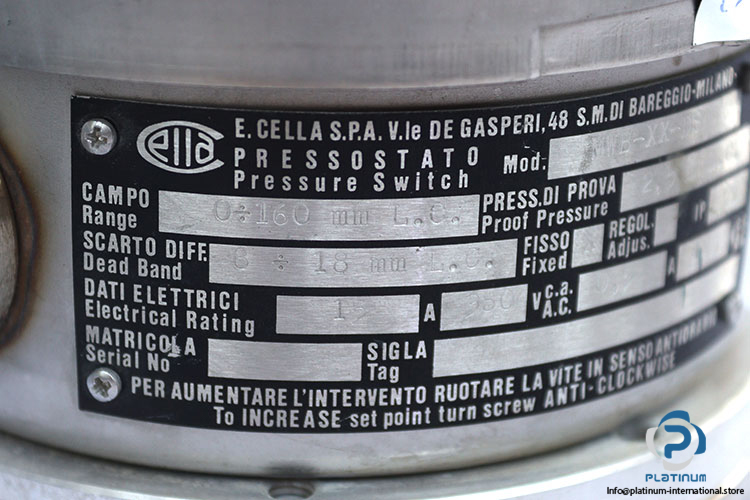 ella
E. CELLA S.P.A. V.le DE GASPERI, 48 S.M. DI BAREGGIO-MILANO-
PRESSOSTATO
Pressure Switch
Mod.
CAMPO
Range
0÷160 mm L.C.
PRESS. DI PROVA
Proof Pressure
SCARTO DIFF.
Dead Band
8 ÷ 18 mm L.C.
FISSO
Fixed
REGOL.
Adjus.
IP
DATI ELETTRICI
Electrical Rating
15 A
V c.a.
A.C.
A
MATRICOLA
Serial No
SIGLA
Tag
PER AUMENTARE L'INTERVENTO RUOTARE LA VITE IN SENSO ANTIORARIO
To INCREASE set point turn screw ANTI-CLOCKWISE
PLATINUM
Info@platinum-international.store